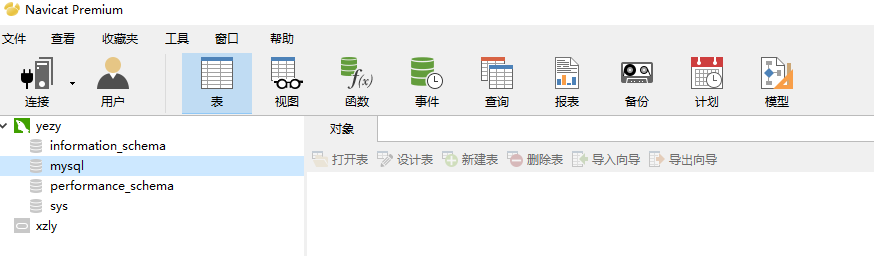 Navicat Premium
文件 查看 收藏夹 工具 窗口 帮助
连接 用户 表 视图 函数 事件 查询 报表 备份 计划 模型
f(x)
yezy 对象
information_schema
mysql 打开表 设计表 新建表 删除表 导入向导 导出向导
performance_schema
sys
xzly